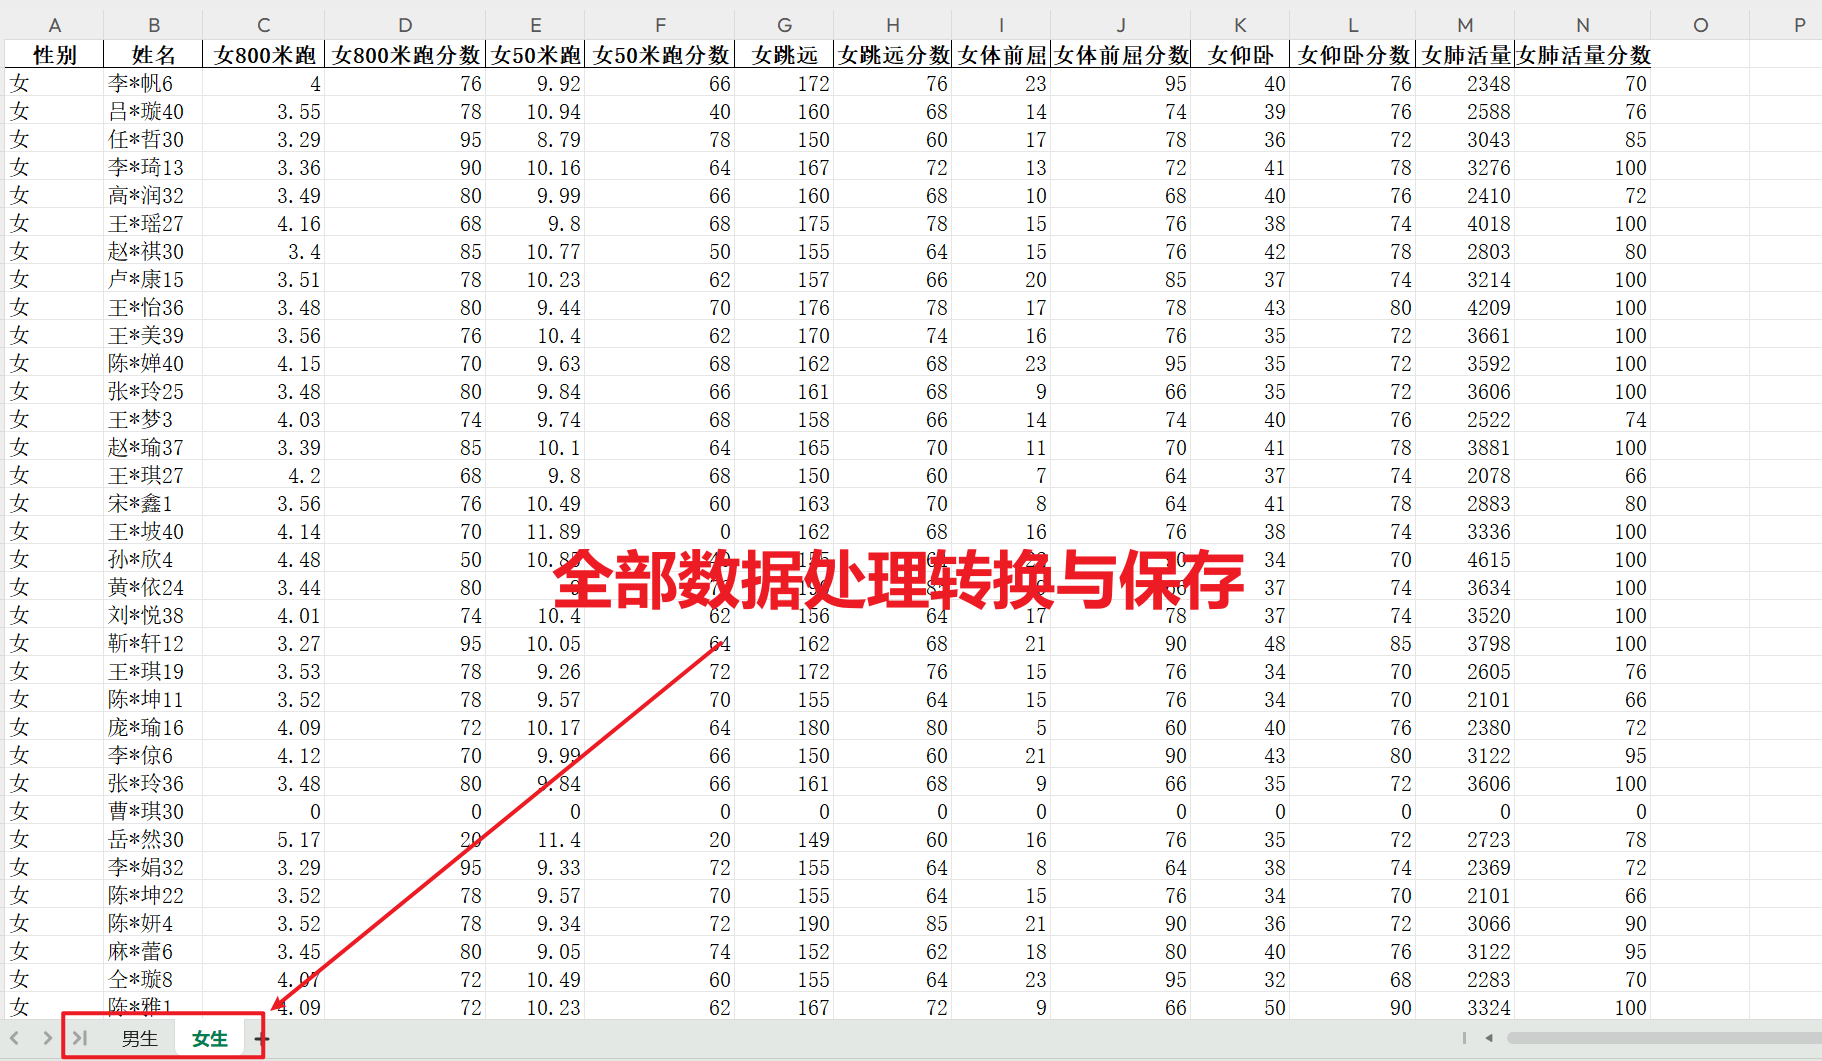 A B C D E F G H I J K L M N O P
性别 姓名 女800米跑 女800米跑分数 女50米跑 女50米跑分数 女跳远 女跳远分数 女体前屈 女体前屈分数 女仰卧 女仰卧分数 女肺活量 女肺活量分数
女 李*帆6 4 76 9.92 66 172 76 23 95 40 76 2348 70
女 吕*璇40 3.55 78 10.94 40 160 68 14 74 39 76 2588 76
女 任*哲30 3.29 95 8.79 78 150 60 17 78 36 72 3043 85
女 李*琦13 3.36 90 10.16 64 167 72 13 72 41 78 3276 100
女 高*润32 3.49 80 9.99 66 160 68 10 68 40 76 2410 72
女 王*瑶27 4.16 68 9.8 68 175 78 15 76 38 74 4018 100
女 赵*祺30 3.4 85 10.77 50 155 64 15 76 42 78 2803 80
女 卢*康15 3.51 78 10.23 62 157 66 20 85 37 74 3214 100
女 王*怡36 3.48 80 9.44 70 176 78 17 78 43 80 4209 100
女 王*美39 3.56 76 10.4 62 170 74 16 76 35 72 3661 100
女 陈*婵40 4.15 70 9.63 68 162 68 23 95 35 72 3592 100
女 张*玲25 3.48 80 9.84 66 161 68 9 66 35 72 3606 100
女 王*梦3 4.03 74 9.74 68 158 66 14 74 40 76 2522 74
女 赵*瑜37 3.39 85 10.1 64 165 70 11 70 41 78 3881 100
女 王*琪27 4.2 68 9.8 68 150 60 7 64 37 74 2078 66
女 宋*鑫1 3.56 76 10.49 60 163 70 8 64 41 78 2883 80
女 王*坡40 4.14 70 11.89 0 162 68 16 76 38 74 3336 100
女 孙*欣4 4.48 50 34 70 4615 100
全部数据处理转换与保存
女 黄*依24 3.44 80 37 74 3634 100
女 刘*悦38 4.01 74 10.4 62 156 64 17 78 37 74 3520 100
女 靳*轩12 3.27 95 10.05 64 162 68 21 90 48 85 3798 100
女 王*琪19 3.53 78 9.26 72 172 76 15 76 34 70 2605 76
女 陈*坤11 3.52 78 9.57 70 155 64 15 76 34 70 2101 66
女 庞*瑜16 4.09 72 10.17 64 180 80 5 60 40 76 2380 72
女 李*倞6 4.12 70 9.99 66 150 60 21 90 43 80 3122 95
女 张*玲36 3.48 80 9.84 66 161 68 9 66 35 72 3606 100
女 曹*琪30 0 0 0 0 0 0 0 0 0 0 0 0
女 岳*然30 5.17 20 11.4 20 149 60 16 76 35 72 2723 78
女 李*娟32 3.29 95 9.33 72 155 64 8 64 38 74 2369 72
女 陈*坤22 3.52 78 9.57 70 155 64 15 76 34 70 2101 66
女 陈*妍4 3.52 78 9.34 72 190 85 21 90 36 72 3066 90
女 麻*蕾6 3.45 80 9.05 74 152 62 18 80 40 76 3122 95
女 仝*璇8 4.07 72 10.49 60 155 64 23 95 32 68 2283 70
女 陈*雅1 4.09 72 10.23 62 167 72 9 66 50 90 3324 100
男生 女生 +